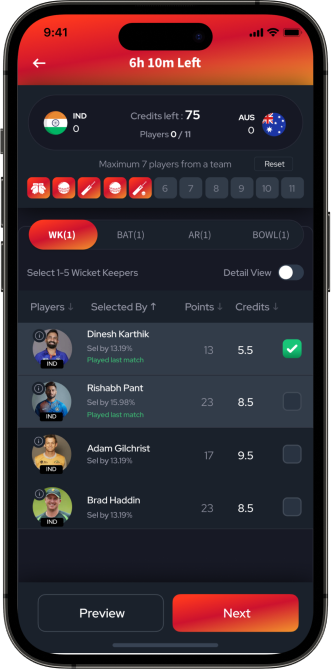 9:41
6h 10m Left
IND
0
Credits left : 75
Players 0 / 11
AUS
0
Maximum 7 players from a team
Reset
6 7 8 9 10 11
WK(1) BAT(1) AR(1) BOWL(1)
Select 1-5 Wicket Keepers
Detail View
Players ↓ Selected By ↑ Points ↓ Credits ↓
Dinesh Karthik
Sel by 13.19%
Played last match
IND
13 5.5
Rishabh Pant
Sel by 15.98%
Played last match
IND
23 8.5
Adam Gilchrist
Sel by 13.19%
IND
17 9.5
Brad Haddin
Sel by 13.19%
IND
23 8.5
Preview
Next